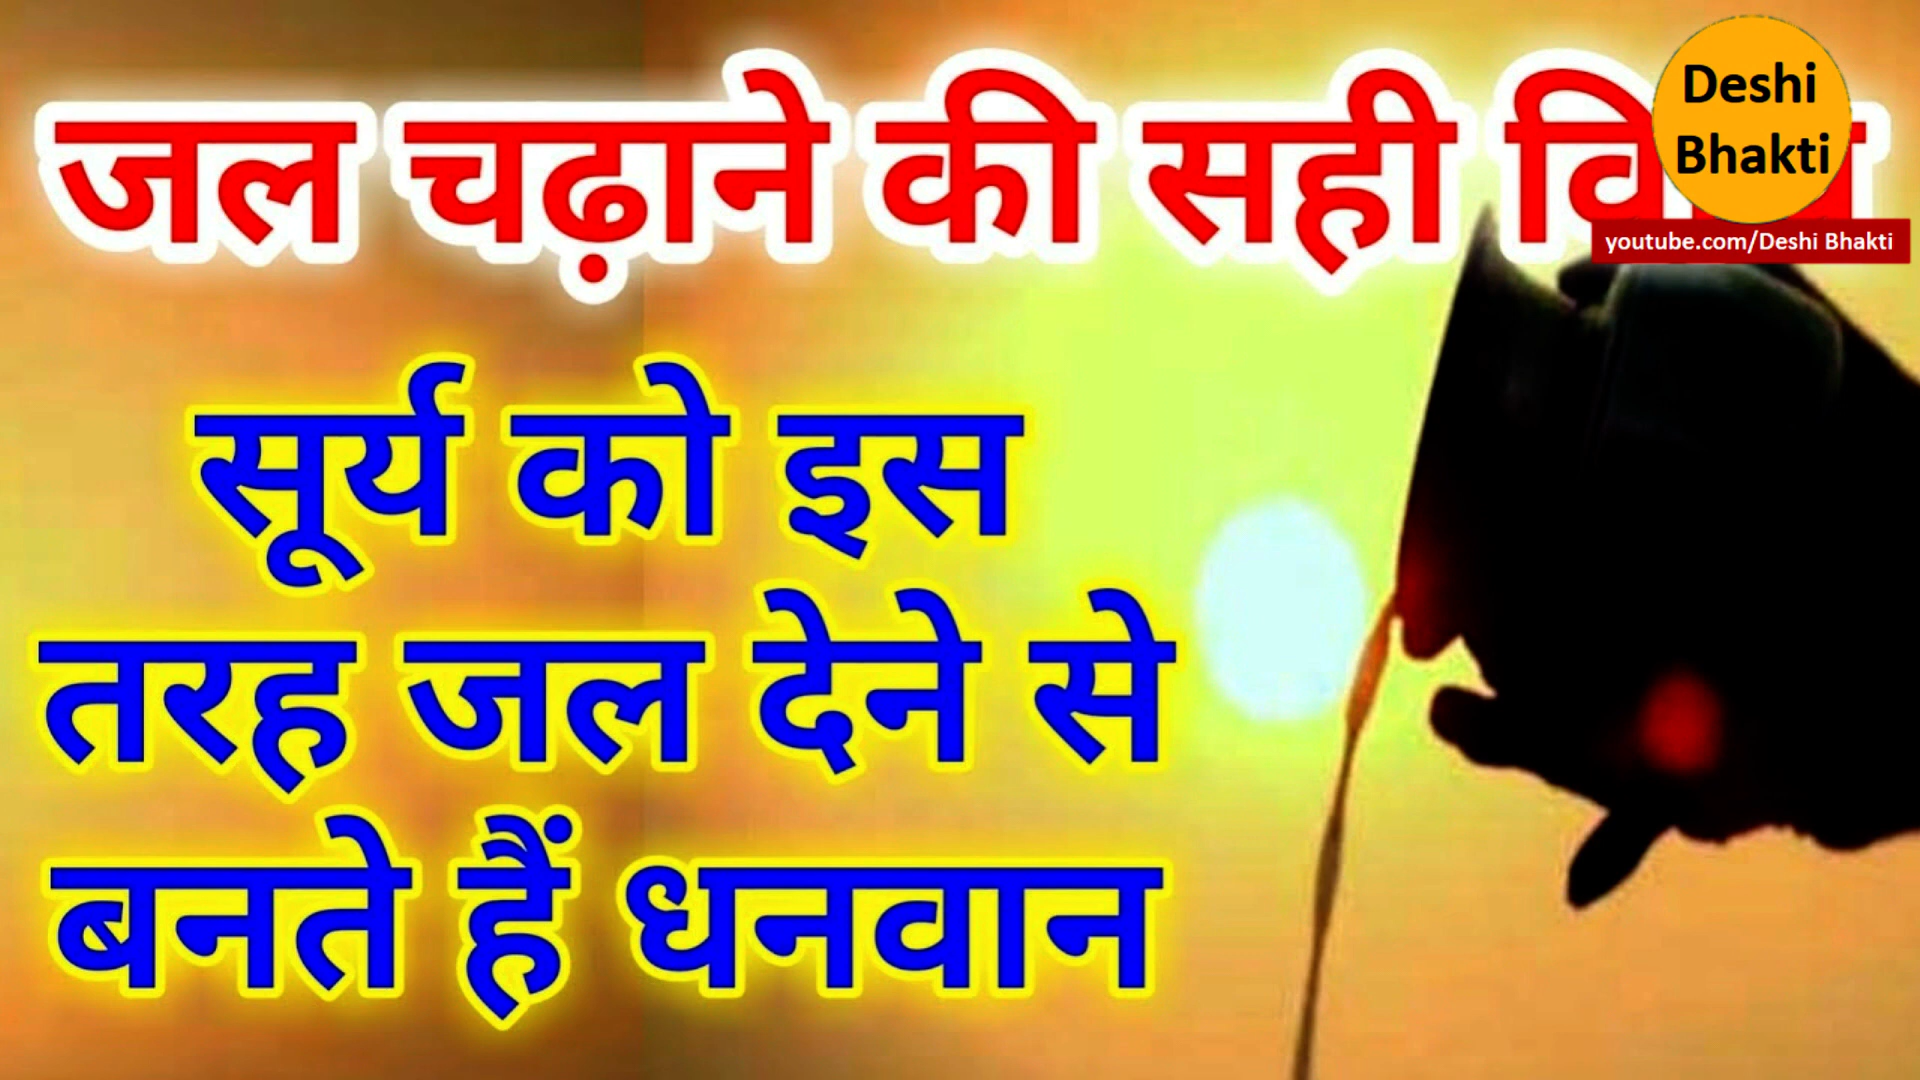 जल चढ़ाने की सही
Deshi
Bhakti
youtube.com/Deshi Bhakti
सूर्य को इस
तरह जल देने से
बनते हैं धनवान